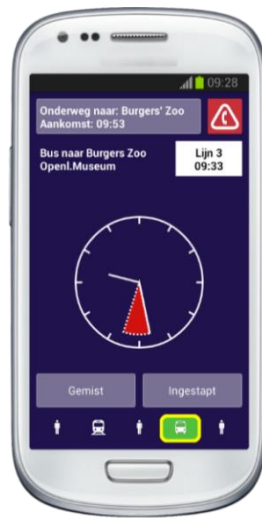 09:28
Onderweg naar: Burgers' Zoo
Aankomst: 09:53
Bus naar Burgers Zoo
Openl.Museum
Lijn 3
09:33
Gemist
Ingestapt